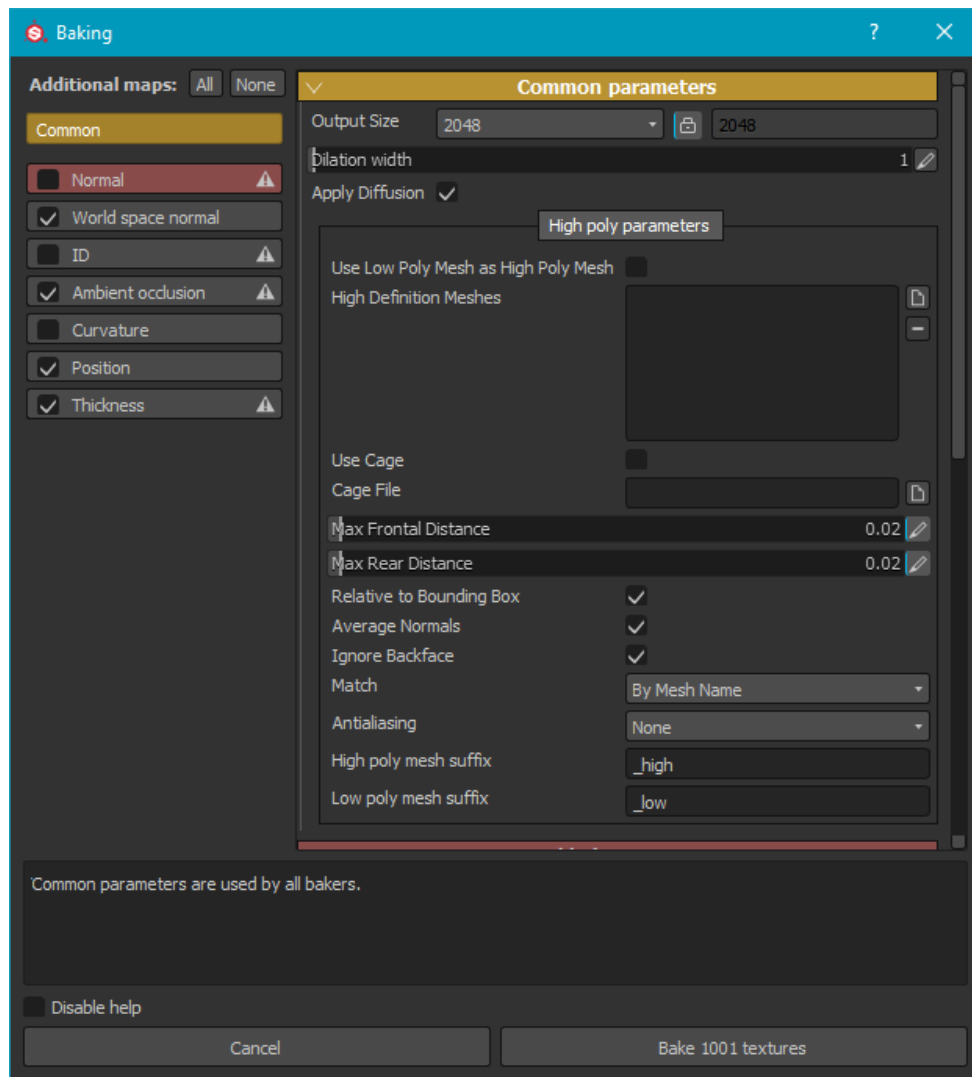 Baking
?
Additional maps: All None
Common
Normal
World space normal
ID
Ambient occlusion
Curvature
Position
Thickness
Common parameters
Output Size 2048 2048
Dilation width 1
Apply Diffusion
High poly parameters
Use Low Poly Mesh as High Poly Mesh
High Definition Meshes
Use Cage
Cage File
Max Frontal Distance 0.02
Max Rear Distance 0.02
Relative to Bounding Box
Average Normals
Ignore Backface
Match By Mesh Name
Antialiasing None
High poly mesh suffix _high
Low poly mesh suffix _low
Common parameters are used by all bakers.
Disable help
Cancel
Bake 1001 textures